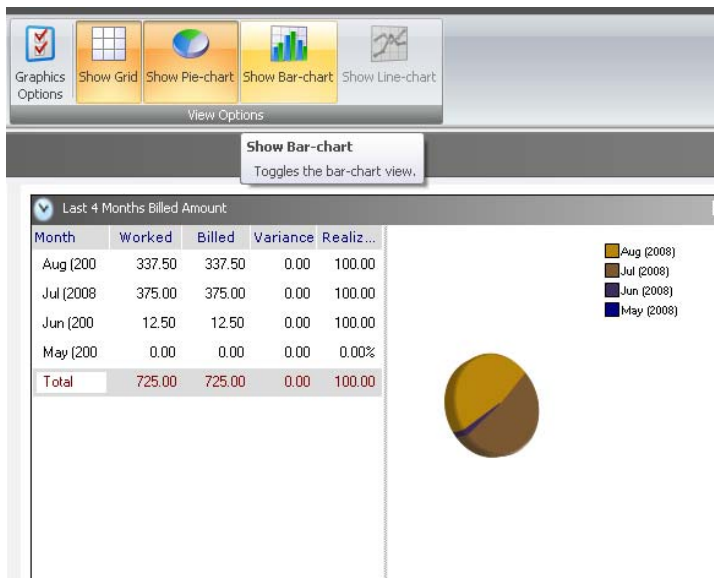 Graphics Options
Show Grid
Show Pie-chart
Show Bar-chart
Show Line-chart
View Options
Show Bar-chart
Toggles the bar-chart view.
Last 4 Months Billed Amount
Month Worked Billed Variance Realiz...
Aug (200 337.50 337.50 0.00 100.00
Jul (2008 375.00 375.00 0.00 100.00
Jun (200 12.50 12.50 0.00 100.00
May (200 0.00 0.00 0.00 0.00%
Total 725.00 725.00 0.00 100.00
Aug (2008)
Jul (2008)
Jun (2008)
May (2008)